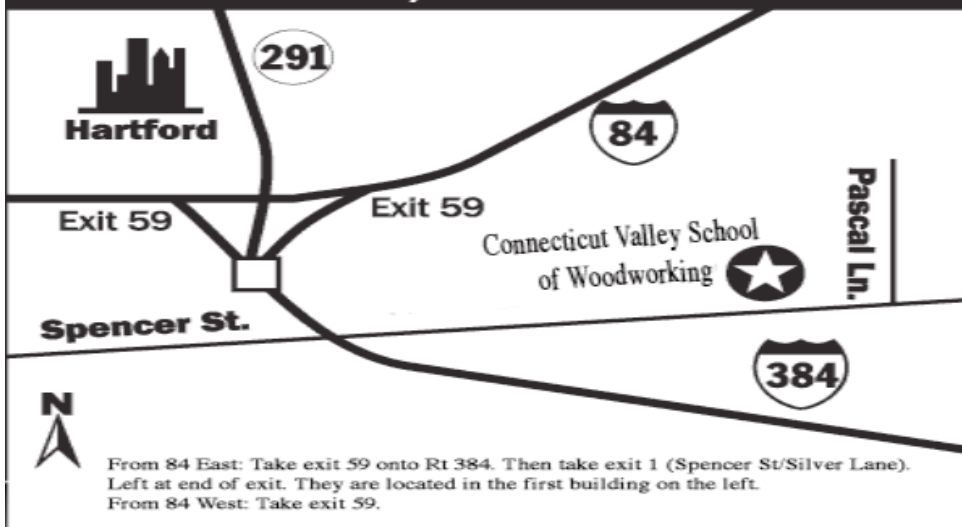 291
Hartford
84
Exit 59
Exit 59
Pascal Ln.
Connecticut Valley School
of Woodworking
Spencer St.
384
N
From 84 East: Take exit 59 onto Rt 384. Then take exit 1 (Spencer St/Silver Lane).
Left at end of exit. They are located in the first building on the left.
From 84 West: Take exit 59.